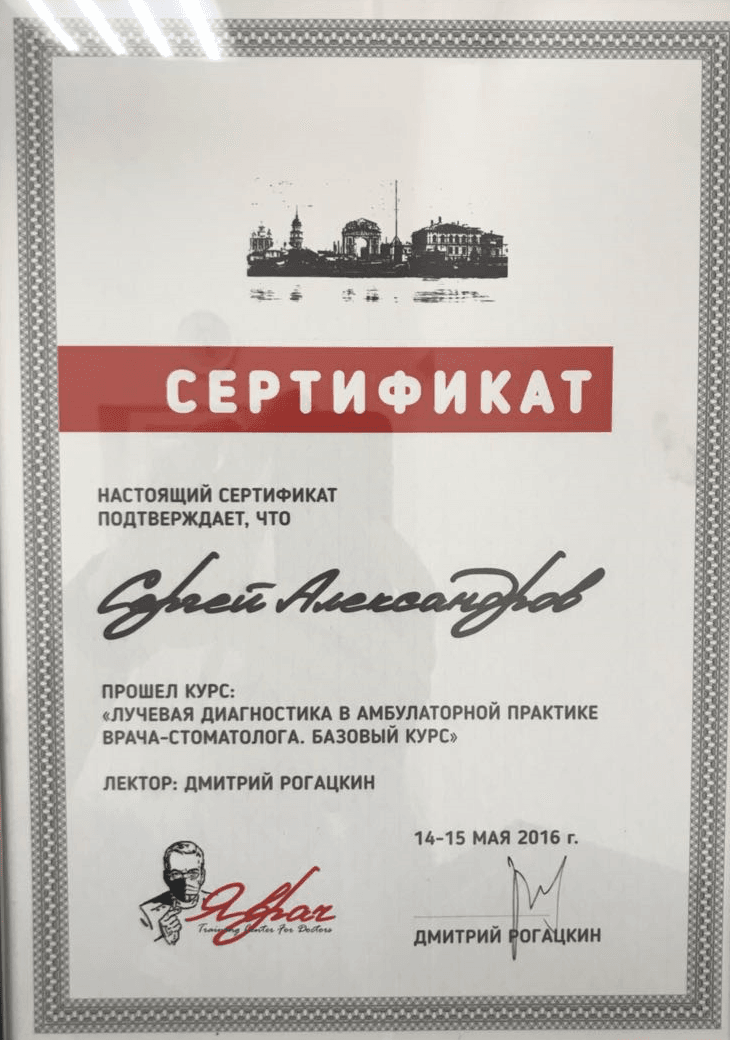 СЕРТИФИКАТ
НАСТОЯЩИЙ СЕРТИФИКАТ
ПОДТВЕРЖДАЕТ, ЧТО
Сергей Александров
ПРОШЕЛ КУРС:
«ЛУЧЕВАЯ ДИАГНОСТИКА В АМБУЛАТОРНОЙ ПРАКТИКЕ
ВРАЧА-СТОМАТОЛОГА. БАЗОВЫЙ КУРС»
ЛЕКТОР: ДМИТРИЙ РОГАЦКИН
14-15 МАЯ 2016 г.
Я врач
Training Center For Doctors
ДМИТРИЙ РОГАЦКИН